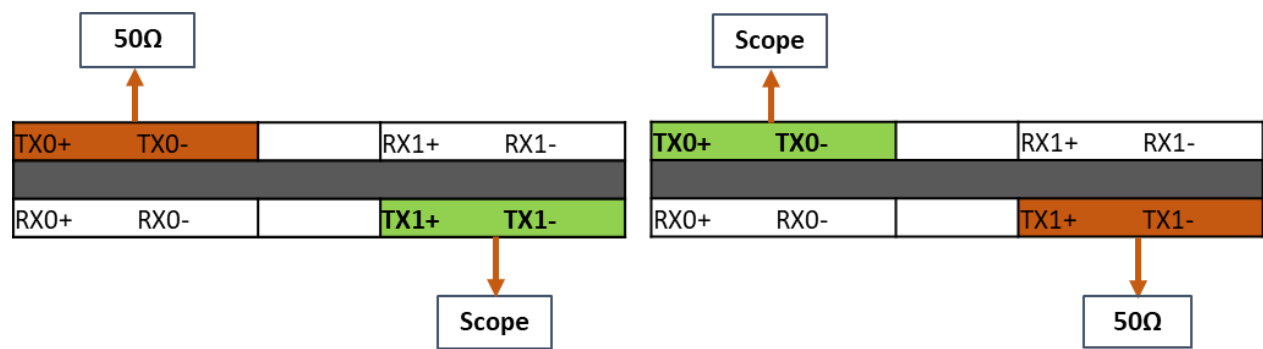 50Ω
TX0+ TX0- RX1+ RX1-
RX0+ RX0- TX1+ TX1-
Scope
Scope
TX0+ TX0- RX1+ RX1-
RX0+ RX0- TX1+ TX1-
50Ω